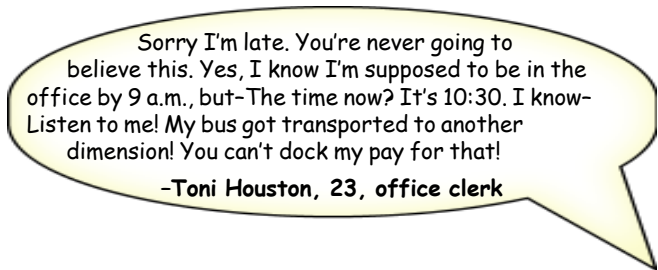 Sorry I'm late. You're never going to
believe this. Yes, I know I'm supposed to be in the
office by 9 a.m., but–The time now? It's 10:30. I know–
Listen to me! My bus got transported to another
dimension! You can't dock my pay for that!
–Toni Houston, 23, office clerk